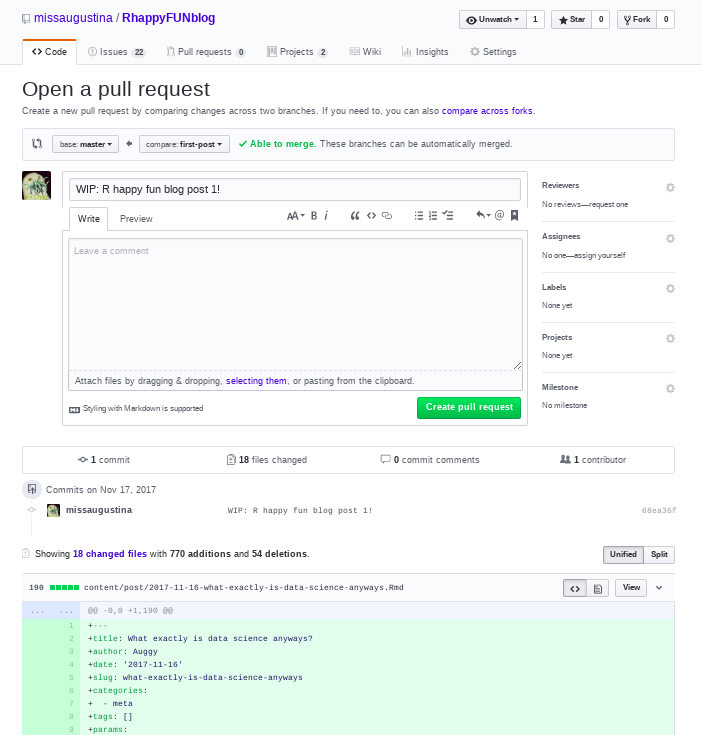 missaugustina / RhappyFUNblog
Unwatch 1 Star 0 Fork 0
Code Issues 22 Pull requests 0 Projects 2 Wiki Insights Settings
Open a pull request
Create a new pull request by comparing changes across two branches. If you need to, you can also compare across forks.
base: master compare: first-post Able to merge. These branches can be automatically merged.
WIP: R happy fun blog post 1!
Write Preview AA B i @
Leave a comment
Attach files by dragging & dropping, selecting them, or pasting from the clipboard.
Styling with Markdown is supported
Create pull request
Reviewers
No reviews—request one
Assignees
No one—assign yourself
Labels
None yet
Projects
None yet
Milestone
No milestone
1 commit 18 files changed 0 commit comments 1 contributor
Commits on Nov 17, 2017
missaugustina WIP: R happy fun blog post 1! 68ea36f
Showing 18 changed files with 770 additions and 54 deletions.
Unified Split
190 content/post/2017-11-16-what-exactly-is-data-science-anyways.Rmd View
... ... @@ -0,0 +1,190 @@
1 +---
2 +title: What exactly is data science anyways?
3 +author: Auggy
4 +date: '2017-11-16'
5 +slug: what-exactly-is-data-science-anyways
6 +categories:
7 + - meta
8 +tags: []
9 +params: